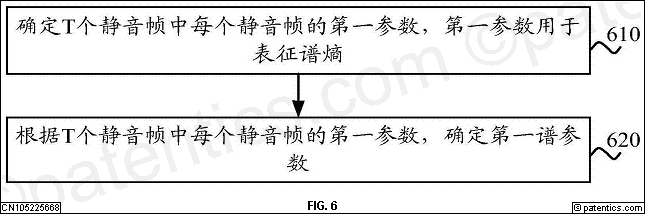 确定T个静音帧中每个静音帧的第一参数，第一参数用于
表征谱熵
610
根据T个静音帧中每个静音帧的第一参数，确定第一谱参
数
620
©patentics.com
©pate
CN105225668
FIG. 6
© patentics.com